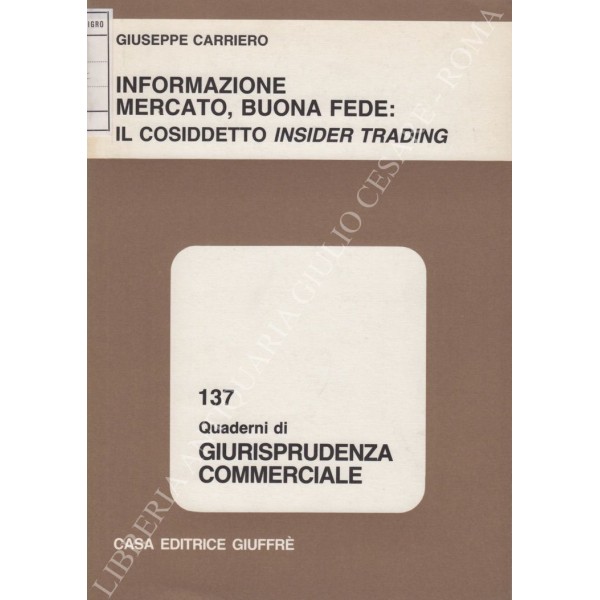 OGRO
GIUSEPPE CARRIERO
INFORMAZIONE
MERCATO, BUONA FEDE:
IL COSIDDETTO INSIDER TRADING
137
Quaderni di
GIURISPRUDENZA
COMMERCIALE
CASA EDITRICE GIUFFRÈ
LIBRERIA ANTIQUARIA GIULIO CESARE - ROMA